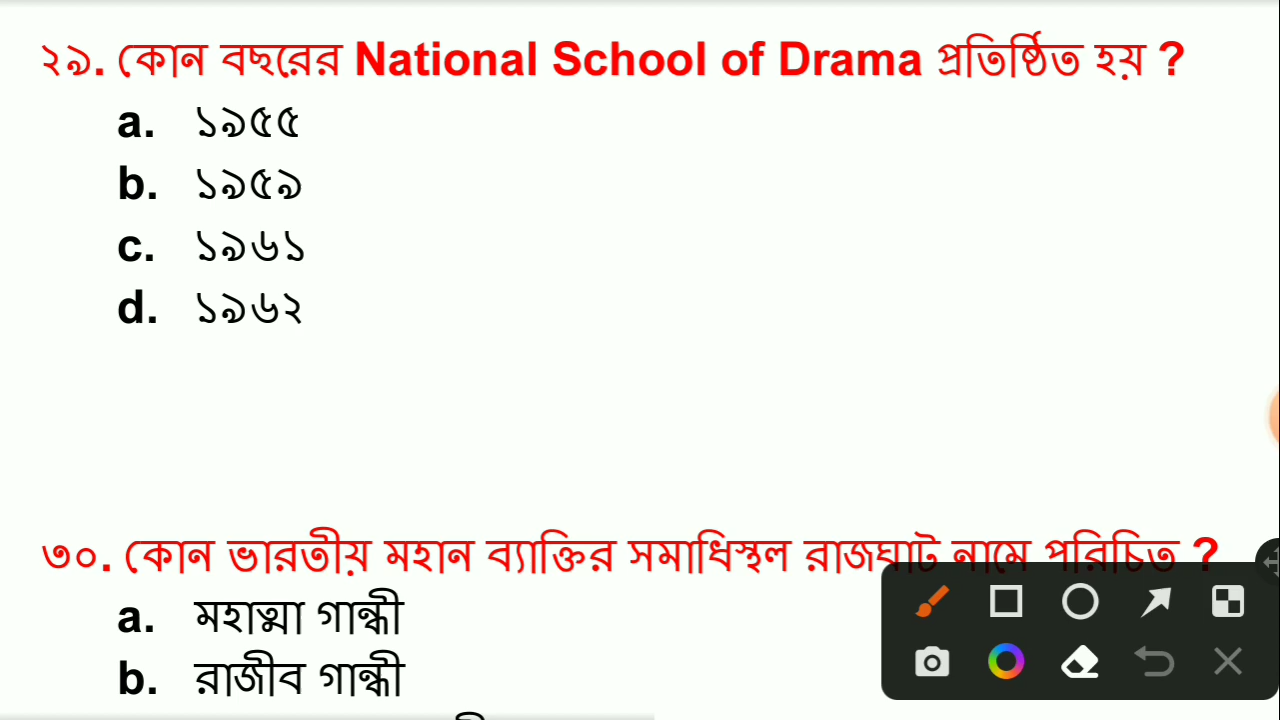 ২৯. কোন বছরের National School of Drama প্রতিষ্ঠিত হয় ?
a. ১৯৫৫
b. ১৯৫৯
c. ১৯৬১
d. ১৯৬২
৩০. কোন ভারতীয় মহান ব্যাক্তির সমাধিস্থল রাজঘাট নামে পরিচিত ?
a. মহাত্মা গান্ধী
b. রাজীব গান্ধী